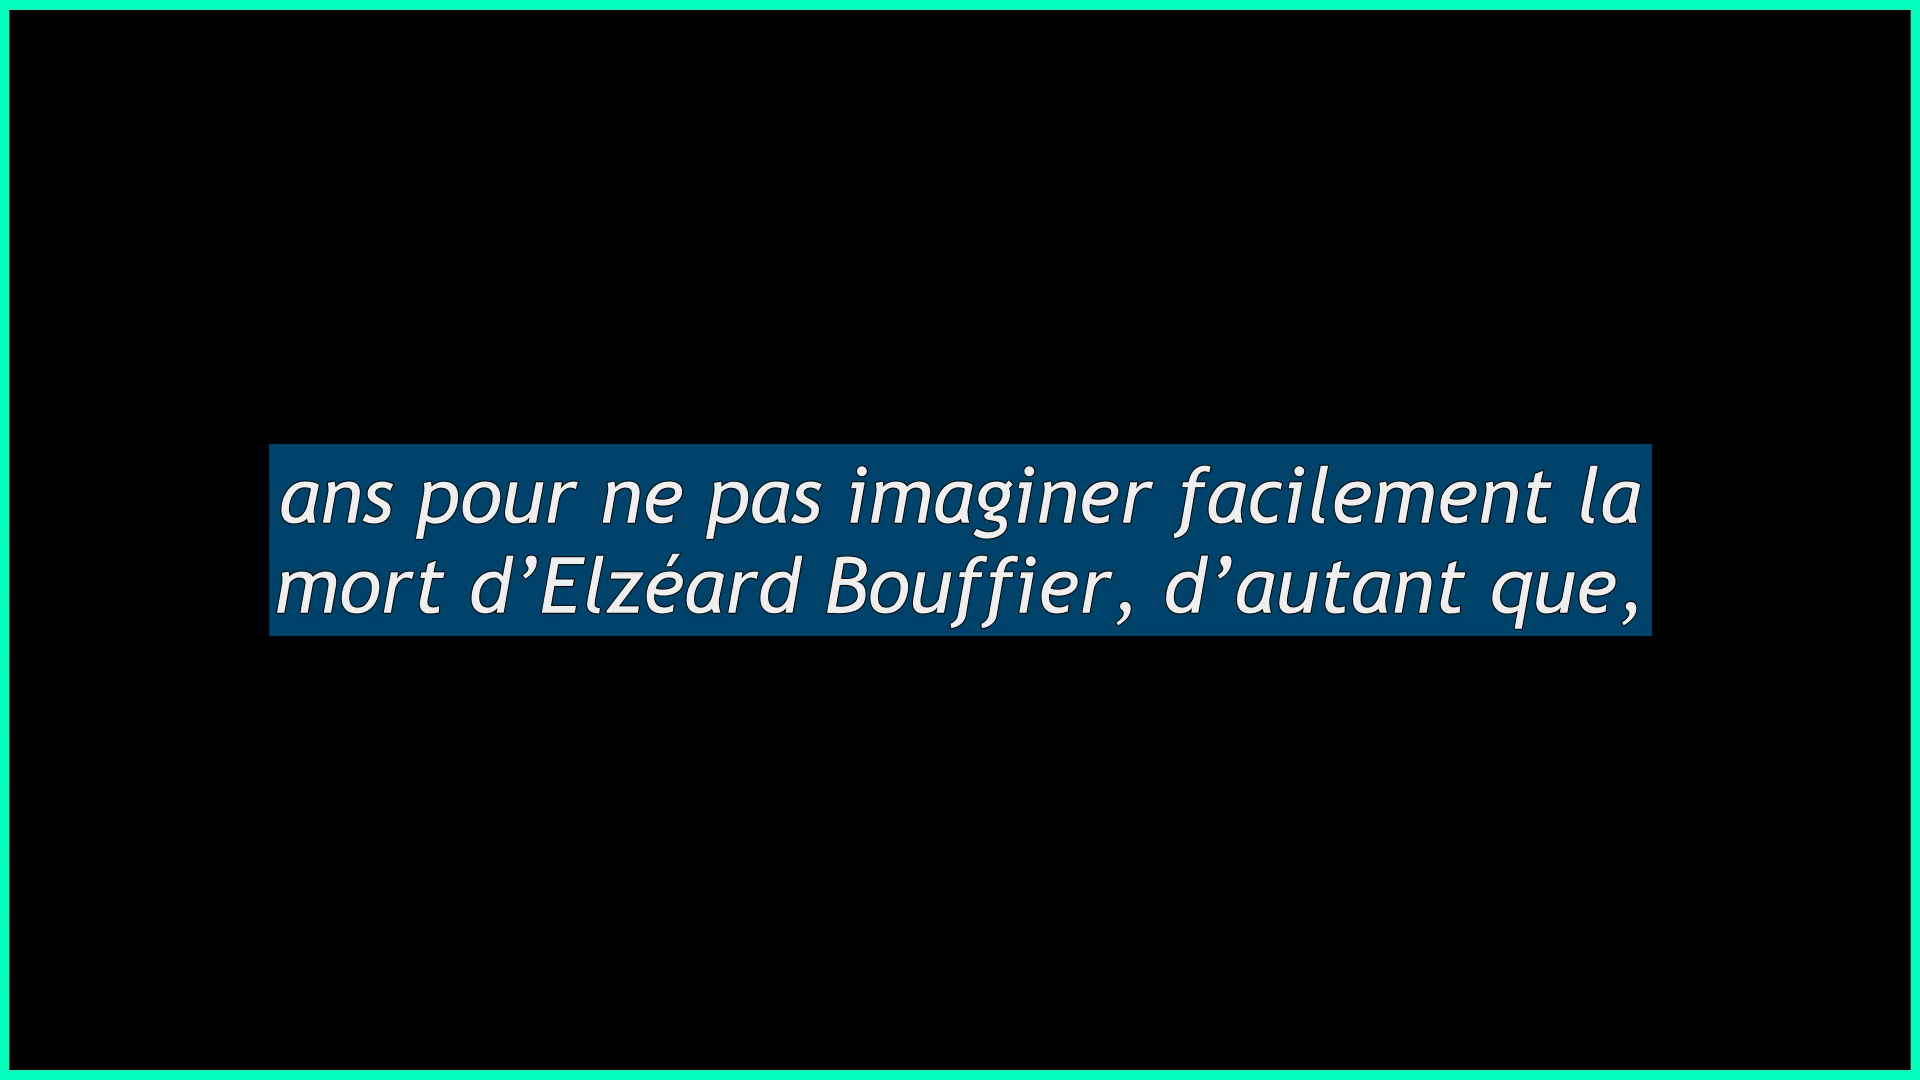 ans pour ne pas imaginer facilement la
mort d’Elzéard Bouffier, d’autant que,